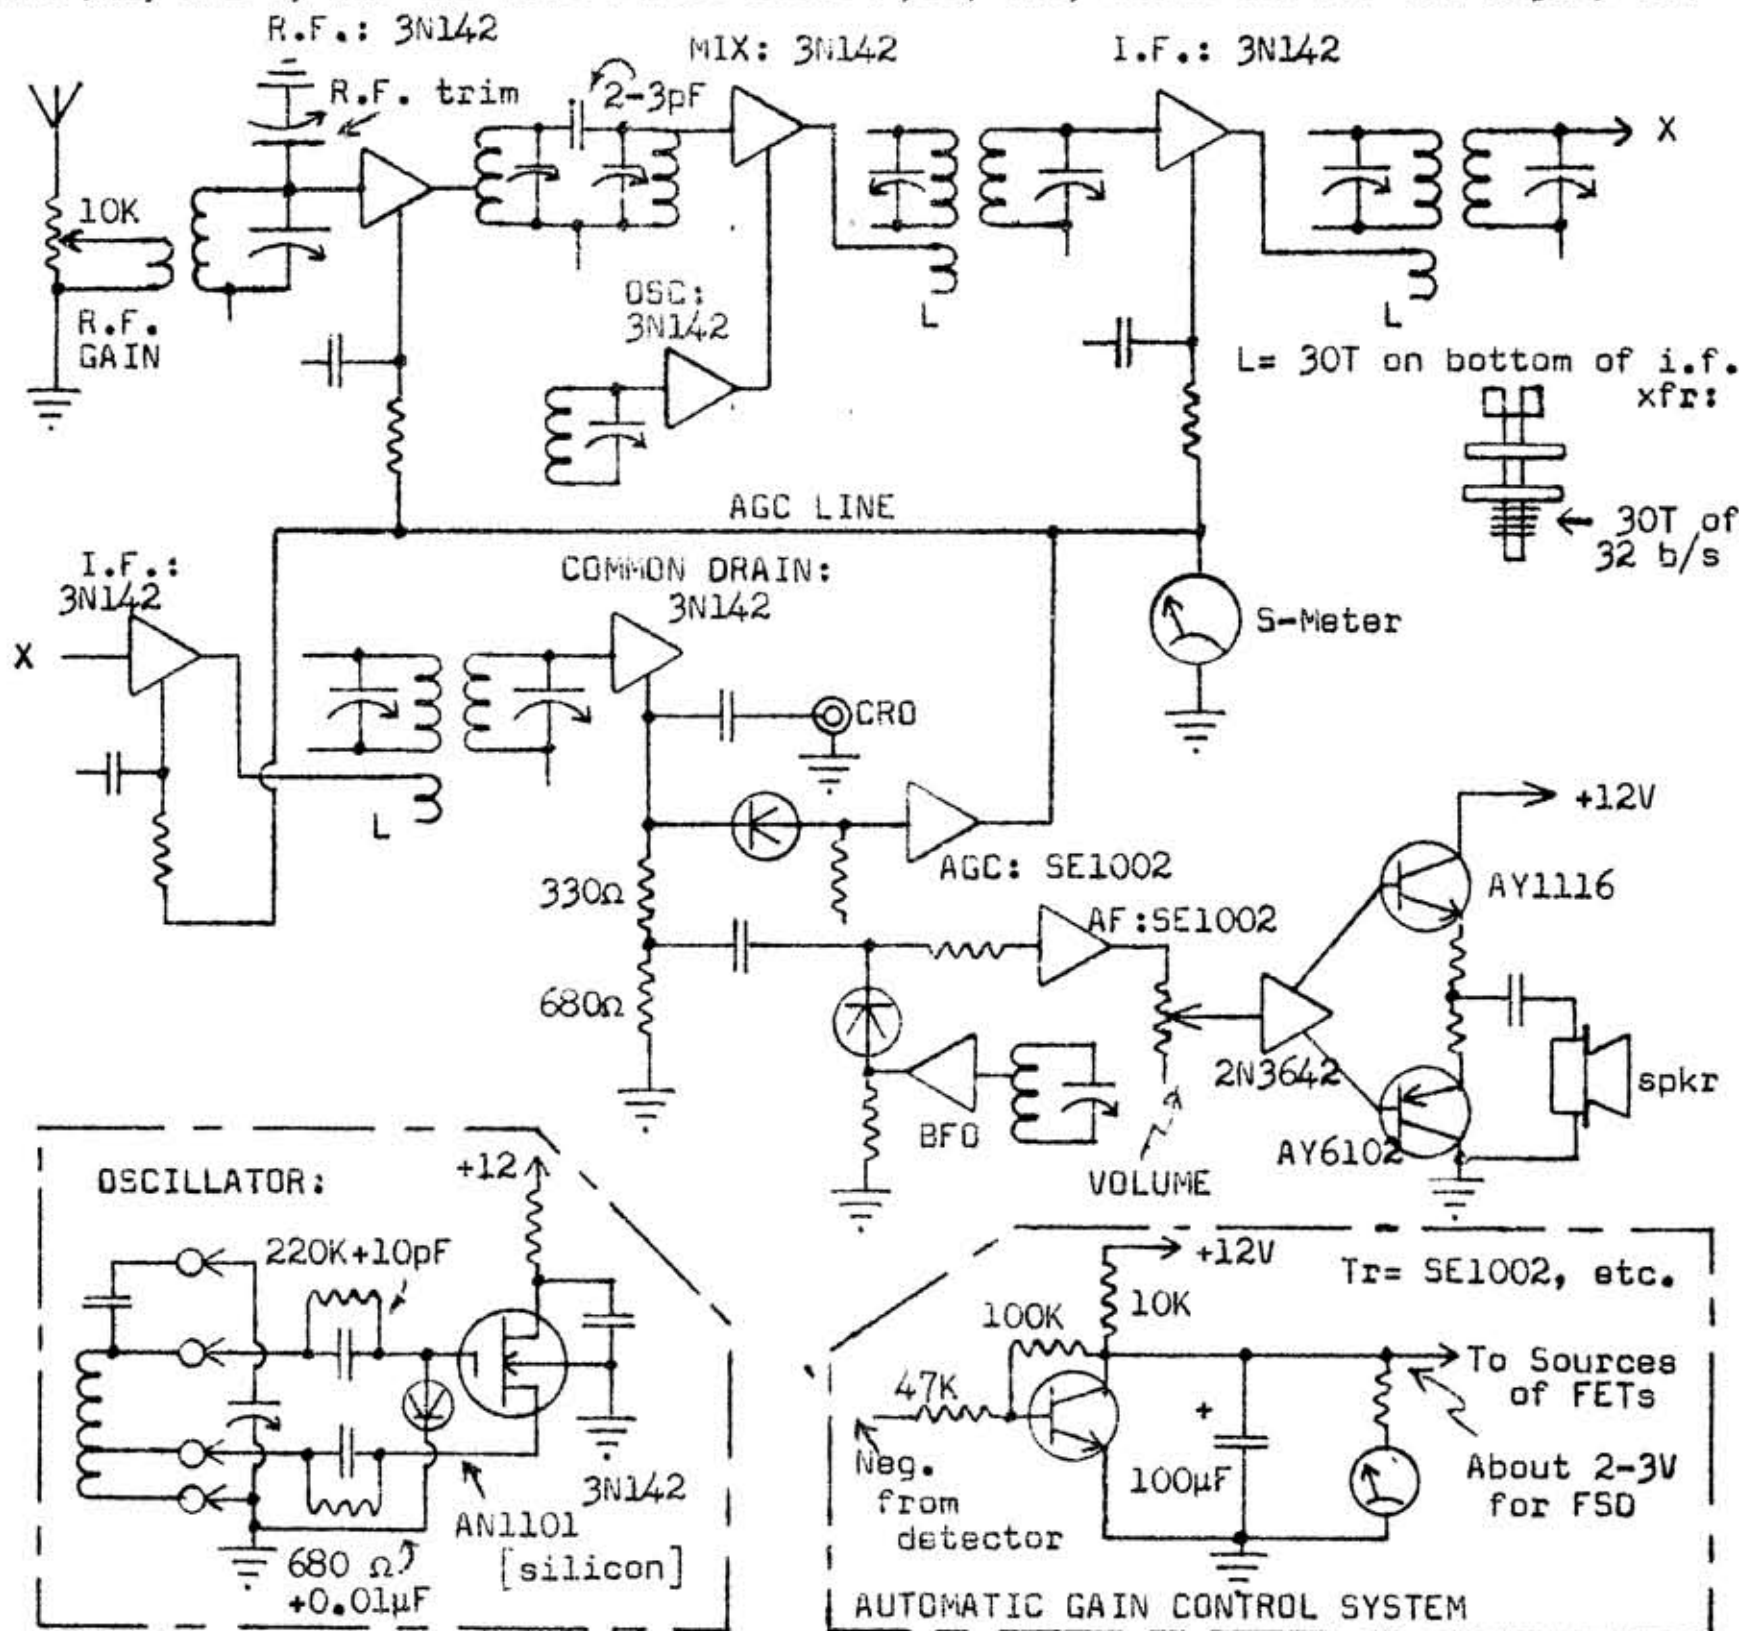 R.F.: 3N142
MIX: 3N142
I.F.: 3N142
R.F. trim
2-3pF
X
10K
R.F.
GAIN
OSC:
3N142
L
L
L= 30T on bottom of i.f.
xfr:
30T of
32 b/s
AGC LINE
I.F.:
3N142
COMMON DRAIN:
3N142
S-Meter
X
CRO
L
+12V
330Ω
AGC: SE1002
AY1116
AF:SE1002
680Ω
2N3642
spkr
BFO
AY6102
VOLUME
OSCILLATOR:
+12
220K+10pF
3N142
AN1101
[silicon]
680 Ω
+0.01µF
+12V
Tr= SE1002, etc.
10K
100K
To Sources
of FETs
47K
+
Neg.
from
detector
100µF
About 2-3V
for FSD
AUTOMATIC GAIN CONTROL SYSTEM